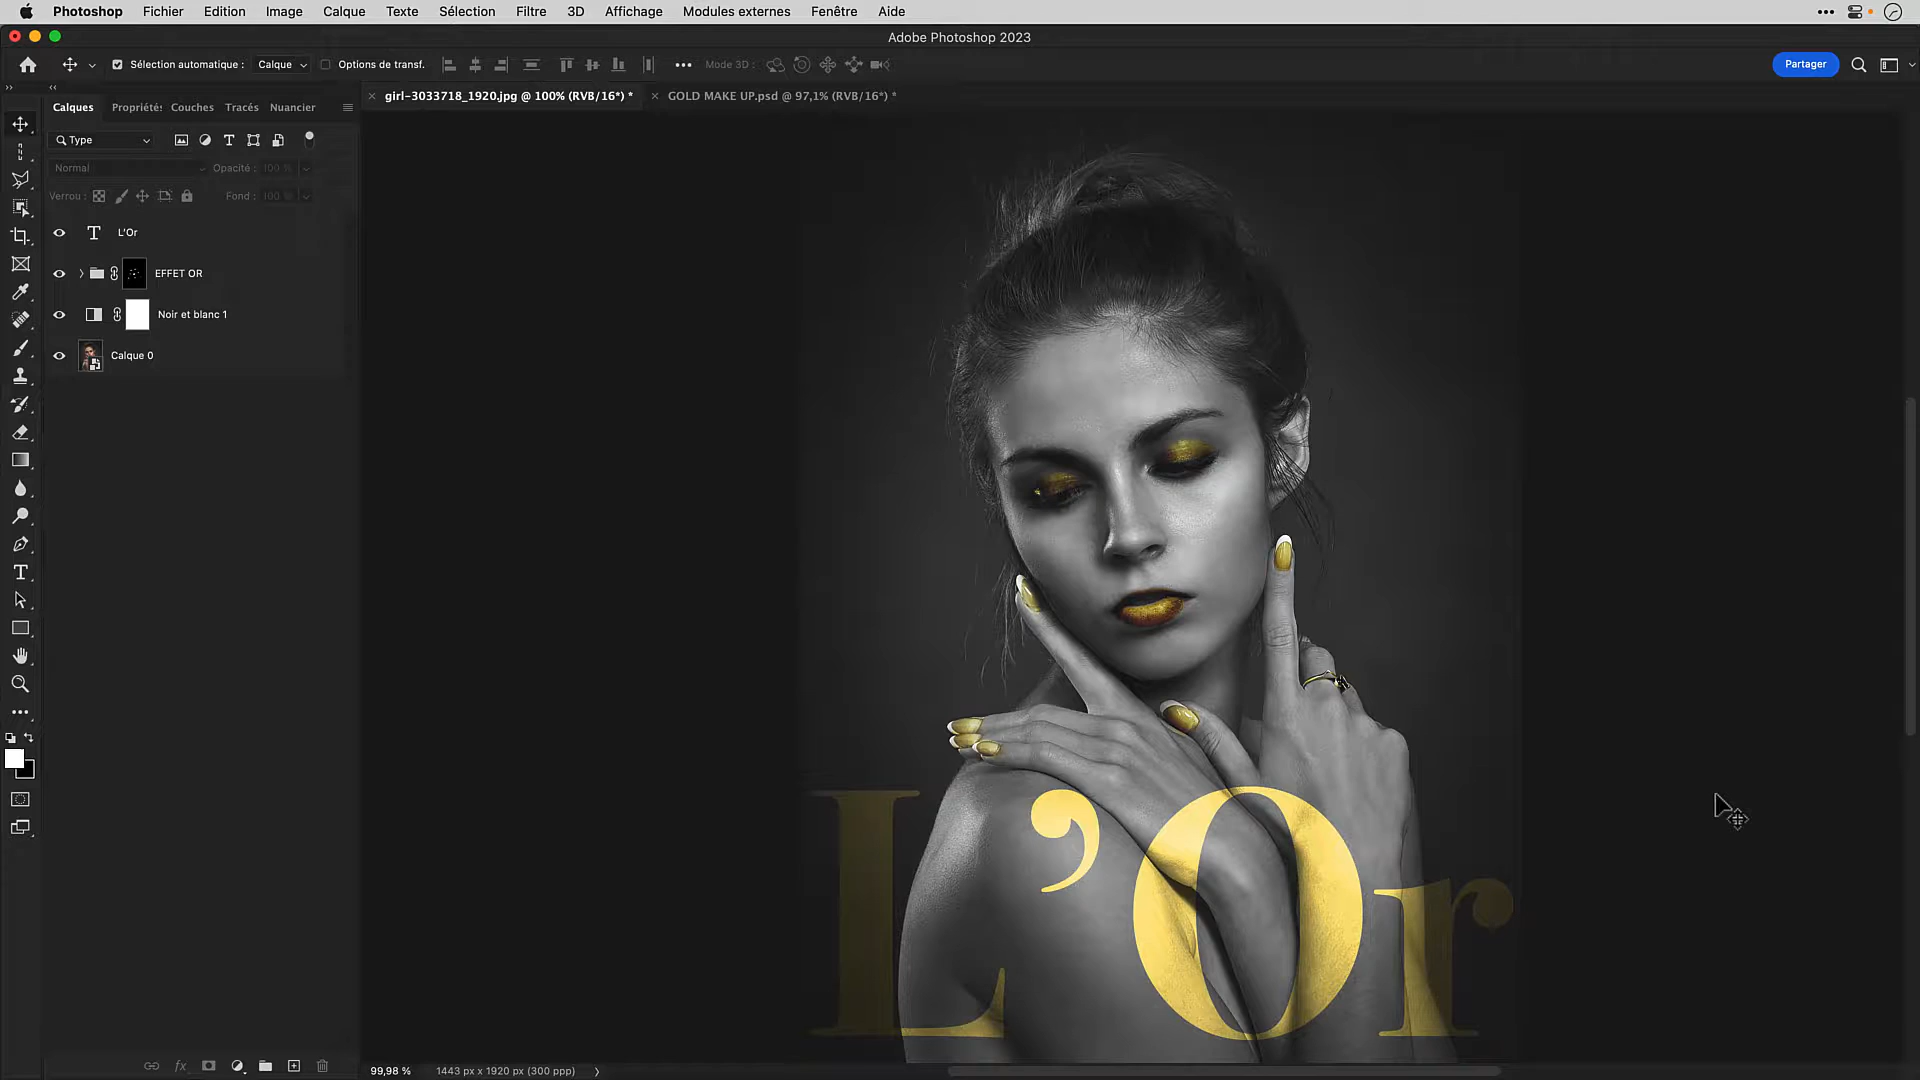 Photoshop Fichier Edition Image Calque Texte Sélection Filtre 3D Affichage Modules externes Fenêtre Aide
Adobe Photoshop 2023
Sélection automatique : Calque Options de transf. Mode 3D : Partager
Calques Propriétés Couches Tracés Nuancier
girl-3033718_1920.jpg @ 100% (RVB/16*) * GOLD MAKE UP.psd @ 97,1% (RVB/16*) *
Type
Normal Opacité : 100 %
Verrou : Fond : 100 %
L'Or
EFFET OR
Noir et blanc 1
Calque 0
L'Or
99,98 % 1443 px x 1920 px (300 ppp)